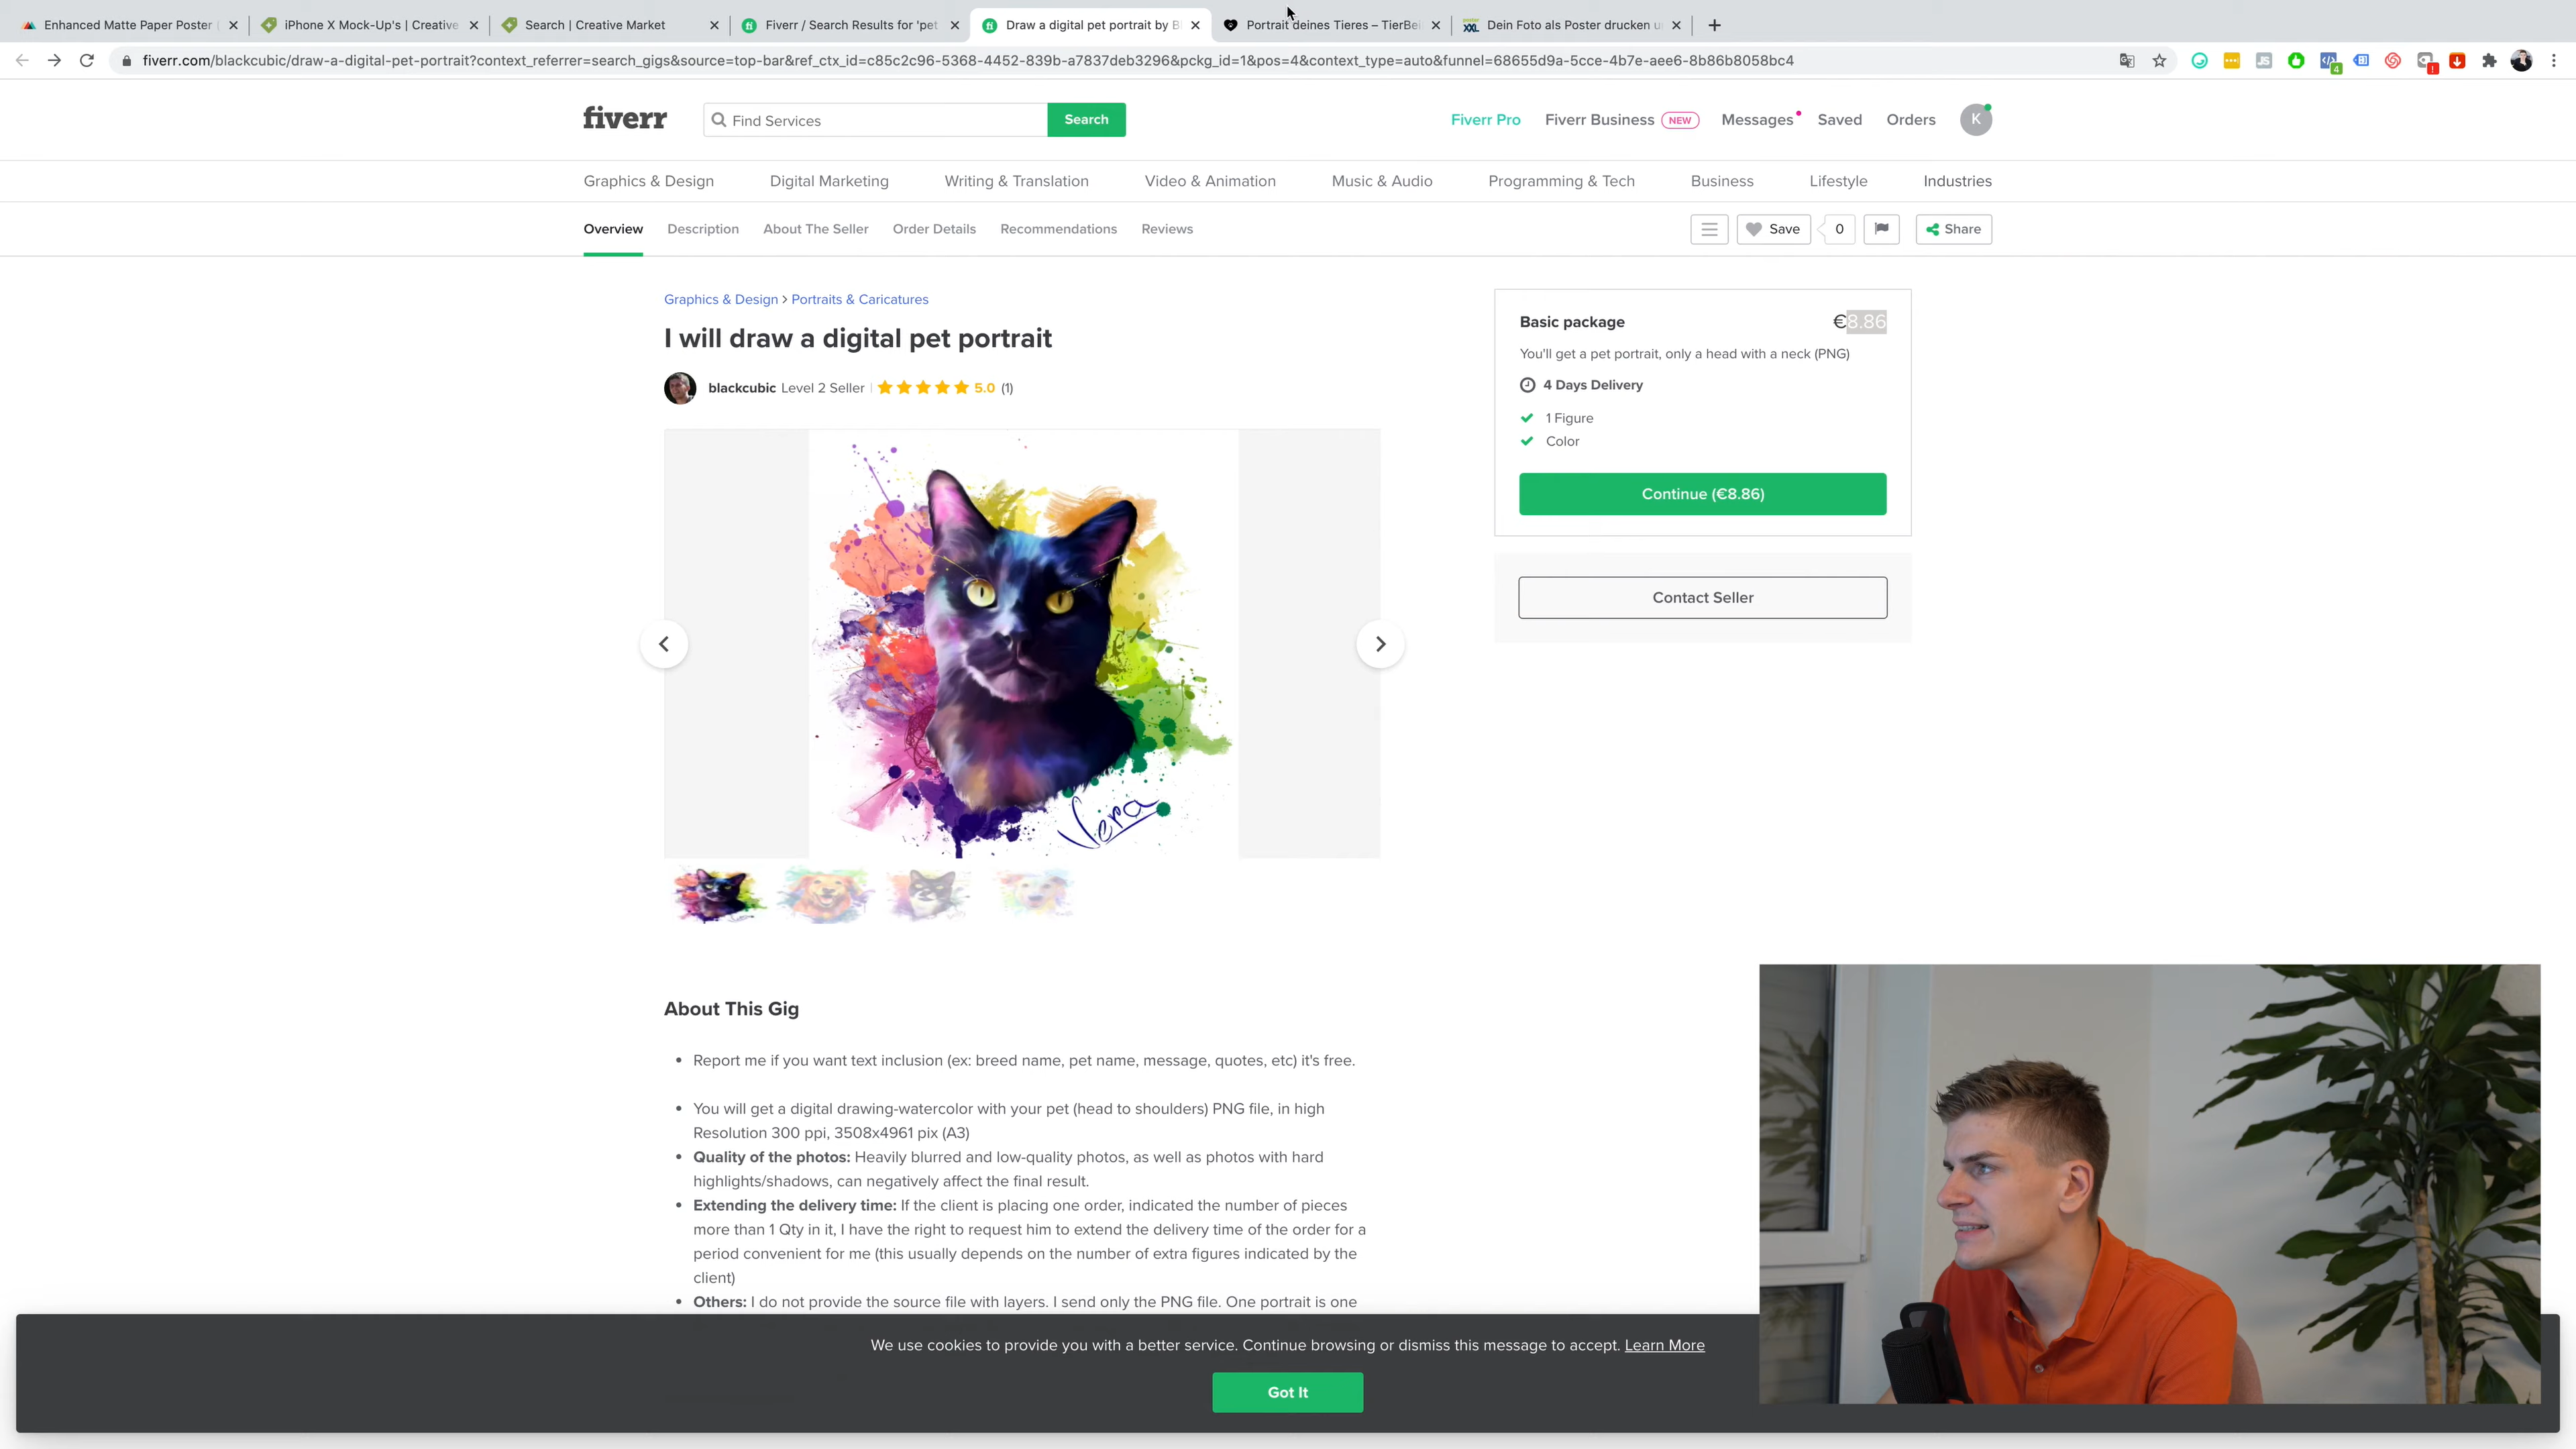 Enhanced Matte Paper Poster (
iPhone X Mock-Up's | Creative
Search | Creative Market
Fiverr / Search Results for 'pet
Draw a digital pet portrait by B
Portrait deines Tieres – TierBe
Dein Foto als Poster drucken u
fiverr.com/blackcubic/draw-a-digital-pet-portrait?context_referrer=search_gigs&source=top-bar&ref_ctx_id=c85c2c96-5368-4452-839b-a7837deb3296&pckg_id=1&pos=4&context_type=auto&funnel=68655d9a-5cce-4b7e-aee6-8b86b8058bc4
fiverr
Find Services
Search
Fiverr Pro
Fiverr Business NEW
Messages
Saved
Orders
K
Graphics & Design
Digital Marketing
Writing & Translation
Video & Animation
Music & Audio
Programming & Tech
Business
Lifestyle
Industries
Overview
Description
About The Seller
Order Details
Recommendations
Reviews
Save
0
Share
Graphics & Design > Portraits & Caricatures
I will draw a digital pet portrait
blackcubic Level 2 Seller | 5.0 (1)
Vera
Basic package €8.86
You'll get a pet portrait, only a head with a neck (PNG)
4 Days Delivery
1 Figure
Color
Continue (€8.86)
Contact Seller
About This Gig
• Report me if you want text inclusion (ex: breed name, pet name, message, quotes, etc) it's free.
• You will get a digital drawing-watercolor with your pet (head to shoulders) PNG file, in high
Resolution 300 ppi, 3508x4961 pix (A3)
• Quality of the photos: Heavily blurred and low-quality photos, as well as photos with hard
highlights/shadows, can negatively affect the final result.
• Extending the delivery time: If the client is placing one order, indicated the number of pieces
more than 1 Qty in it, I have the right to request him to extend the delivery time of the order for a
period convenient for me (this usually depends on the number of extra figures indicated by the
client)
• Others: I do not provide the source file with layers. I send only the PNG file. One portrait is one
We use cookies to provide you with a better service. Continue browsing or dismiss this message to accept. Learn More
Got It